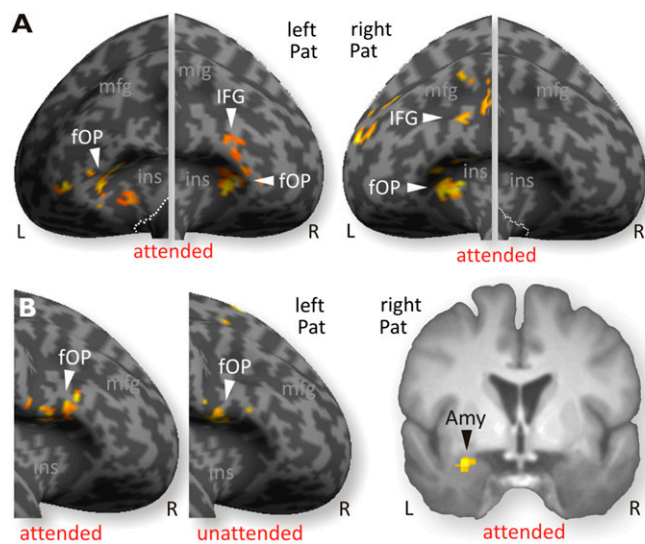 A
left
Pat
right
Pat
mfg
mfg
IFG
fOP
fOP
ins
ins
L
R
attended
mfg
mfg
IFG
fOP
ins
ins
L
R
attended
B
left
Pat
fOP
mfg
ins
R
attended
fOP
mfg
ins
R
unattended
right
Pat
Amy
L
R
attended